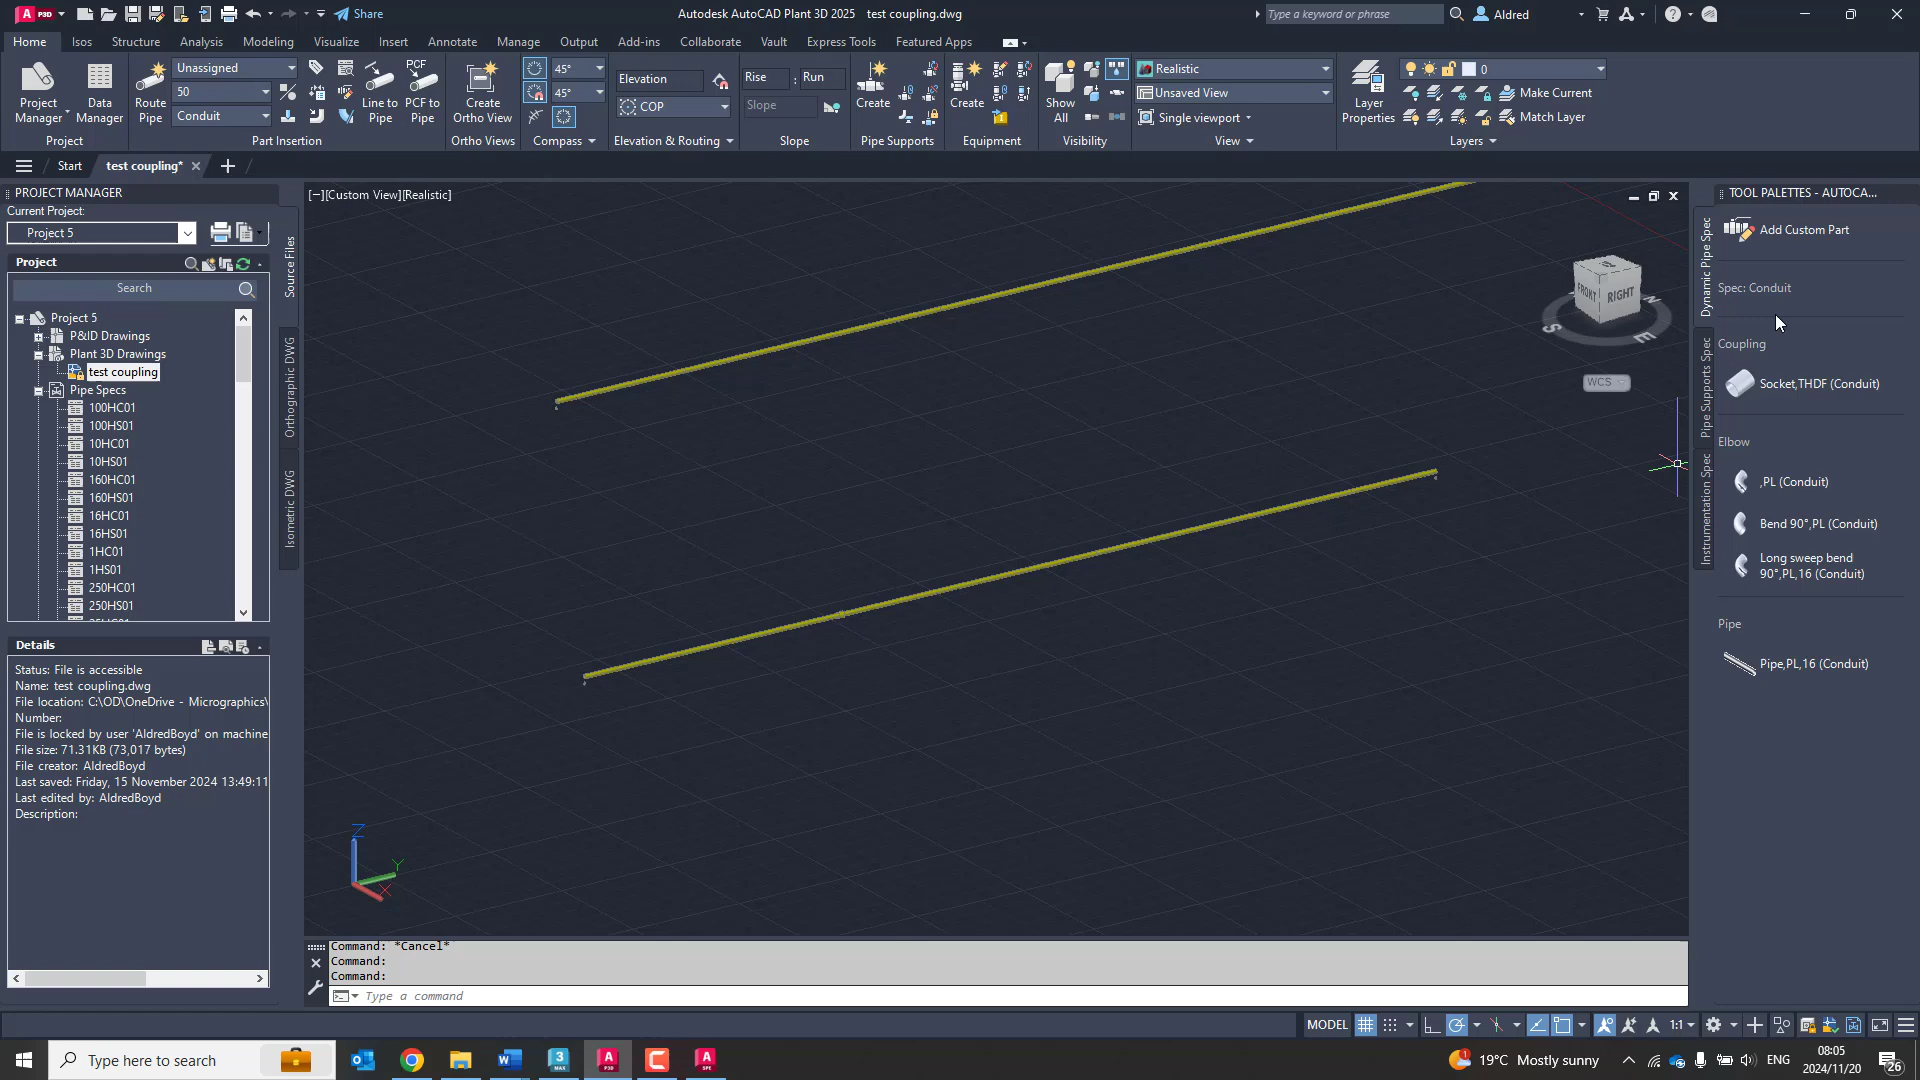 P3D
Share
Autodesk AutoCAD Plant 3D 2025 test coupling.dwg
Type a keyword or phrase
Aldred
Home
Isos
Structure
Analysis
Modeling
Visualize
Insert
Annotate
Manage
Output
Add-ins
Collaborate
Vault
Express Tools
Featured Apps
Project
Manager
Data
Manager
Project
Route
Pipe
Unassigned
50
Conduit
Line to
Pipe
PCF
PCF to
Pipe
Part Insertion
Create
Ortho View
Ortho Views
45°
45°
Compass
Elevation
COP
Elevation & Routing
Rise : Run
Slope
Slope
Create
Pipe Supports
Create
Equipment
Show
All
Visibility
Realistic
Unsaved View
Single viewport
View
Layer
Properties
0
Make Current
Match Layer
Layers
Start
test coupling*
PROJECT MANAGER
Current Project:
Project 5
Project
Search
Project 5
P&ID Drawings
Plant 3D Drawings
test coupling
Pipe Specs
100HC01
100HS01
10HC01
10HS01
160HC01
160HS01
16HC01
16HS01
1HC01
1HS01
250HC01
250HS01
Source Files
Orthographic DWG
Isometric DWG
Details
Status: File is accessible
Name: test coupling.dwg
File location: C:\OD\OneDrive - Micrographics\
Number:
File is locked by user 'AldredBoyd' on machine
File size: 71.31KB (73,017 bytes)
File creator: AldredBoyd
Last saved: Friday, 15 November 2024 13:49:11
Last edited by: AldredBoyd
Description:
[−][Custom View][Realistic]
FRONT
RIGHT
S
E
N
WCS
Z
Y
X
TOOL PALETTES - AUTOCA...
Dynamic Pipe Spec
Pipe Supports Spec
Instrumentation Spec
Add Custom Part
Spec: Conduit
Coupling
Socket,THDF (Conduit)
Elbow
,PL (Conduit)
Bend 90°,PL (Conduit)
Long sweep bend
90°,PL,16 (Conduit)
Pipe
Pipe,PL,16 (Conduit)
Command: *Cancel*
Command:
Command:
Type a command
MODEL
1:1
Type here to search
19°C Mostly sunny
ENG
08:05
2024/11/20
26